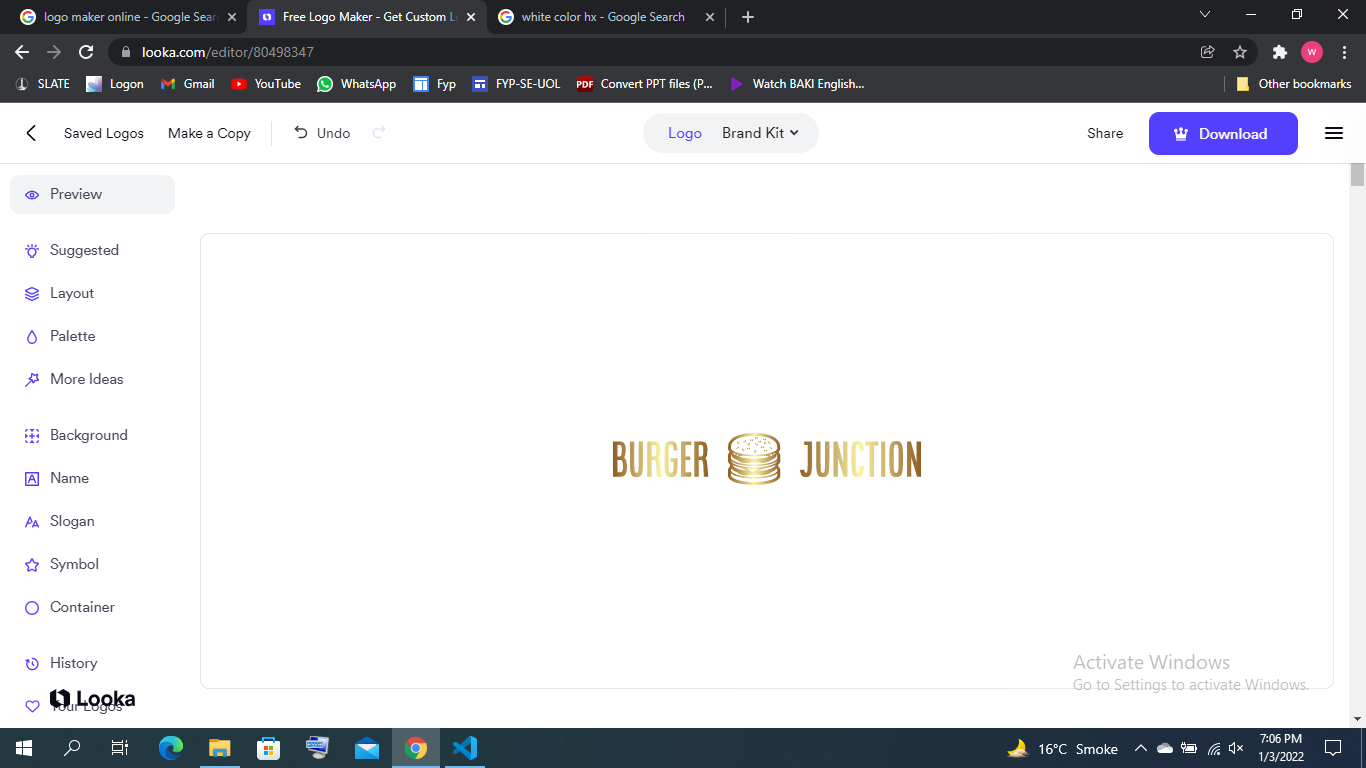 logo maker online - Google Sear
Free Logo Maker - Get Custom L
white color hx - Google Search
looka.com/editor/80498347
W
SLATE
Logon
Gmail
YouTube
WhatsApp
Fyp
FYP-SE-UOL
PDF
Convert PPT files (P...
Watch BAKI English...
Other bookmarks
Saved Logos
Make a Copy
Undo
Logo
Brand Kit
Share
Download
Preview
Suggested
Layout
Palette
More Ideas
Background
Name
Slogan
Symbol
Container
History
Your Logos
Looka
BURGER JUNCTION
Activate Windows
Go to Settings to activate Windows.
16°C Smoke
7:06 PM
1/3/2022